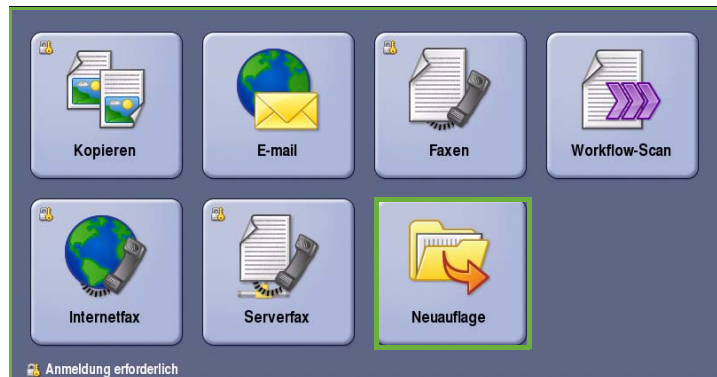 Kopieren
E-mail
Faxen
Workflow-Scan
Internetfax
Serverfax
Neuauflage
Anmeldung erforderlich